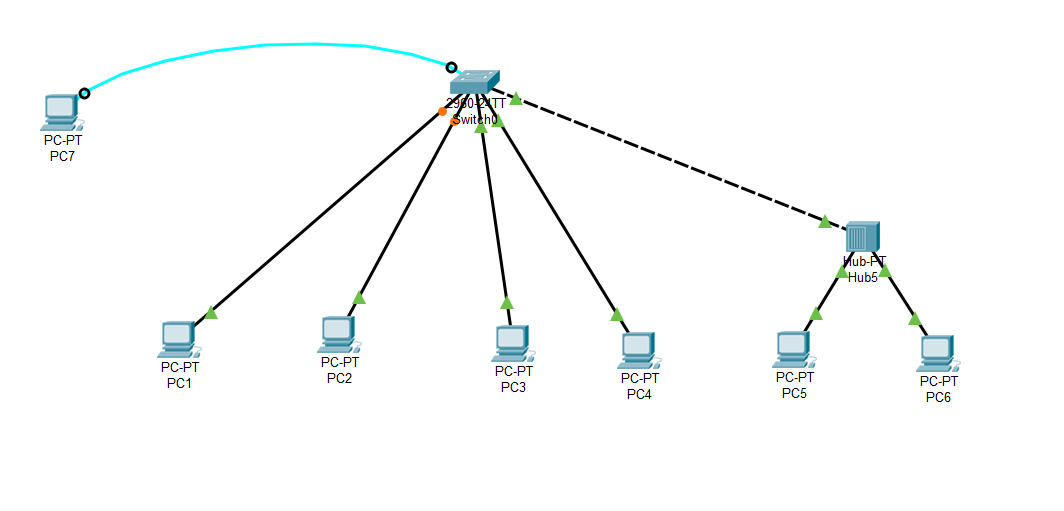 2960-24TT
Switch0
PC-PT
PC7
Hub-PT
Hub5
PC-PT
PC1
PC-PT
PC2
PC-PT
PC3
PC-PT
PC4
PC-PT
PC5
PC-PT
PC6